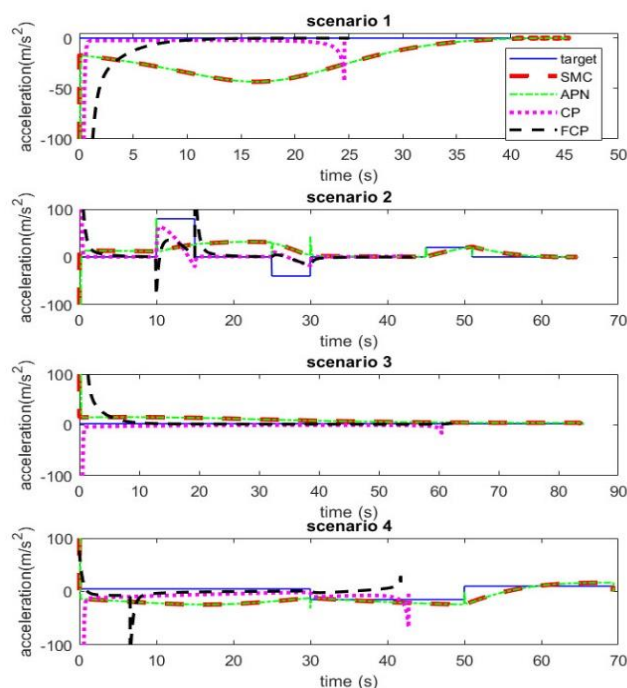 scenario 1
acceleration(m/s²)
0
-50
-100
target
SMC
APN
CP
FCP
0 5 10 15 20 25 30 35 40 45 50
time (s)
scenario 2
acceleration(m/s²)
100
0
-100
0 10 20 30 40 50 60 70
time (s)
scenario 3
acceleration(m/s²)
100
0
-100
0 10 20 30 40 50 60 70 80 90
time (s)
scenario 4
acceleration(m/s²)
100
0
-100
0 10 20 30 40 50 60 70
time (s)